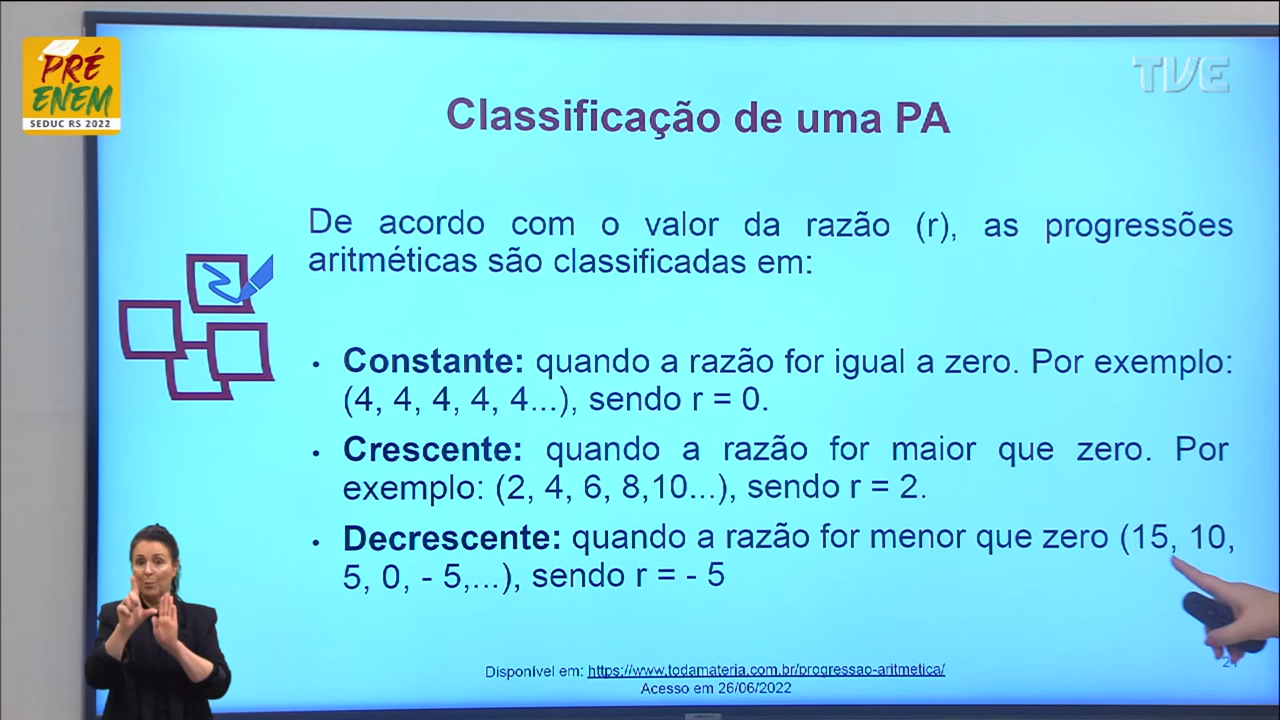 PRÉ
ENEM
SEDUC RS 2022
TVE
Classificação de uma PA
De acordo com o valor da razão (r), as progressões
aritméticas são classificadas em:
• Constante: quando a razão for igual a zero. Por exemplo:
(4, 4, 4, 4, 4...), sendo r = 0.
• Crescente: quando a razão for maior que zero. Por
exemplo: (2, 4, 6, 8,10...), sendo r = 2.
• Decrescente: quando a razão for menor que zero (15, 10,
5, 0, - 5,...), sendo r = - 5
Disponível em: https://www.todamateria.com.br/progressao-aritmetica/
Acesso em 26/06/2022